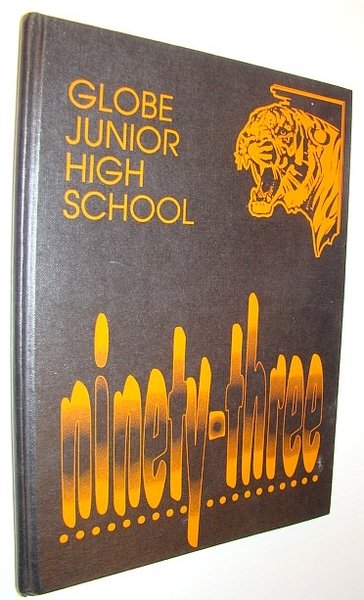 GLOBE
JUNIOR
HIGH
SCHOOL
ninety-three